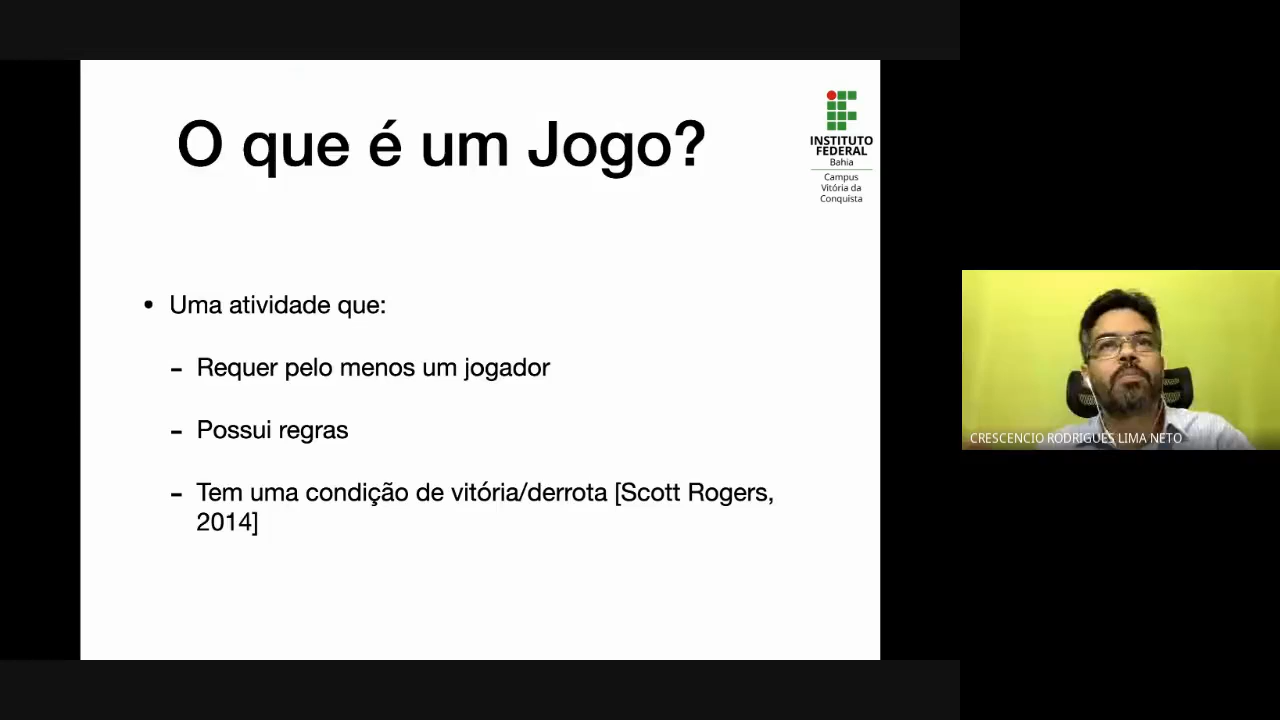 O que é um Jogo?
INSTITUTO
FEDERAL
Bahia
Campus
Vitória da
Conquista
• Uma atividade que:
- Requer pelo menos um jogador
- Possui regras
- Tem uma condição de vitória/derrota [Scott Rogers,
2014]
CRESCENCIO RODRIGUES LIMA NETO